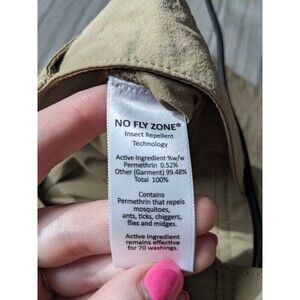 NO FLY ZONE®
Insect Repellent
Technology
Active Ingredient %w/w
Permethrin 0.52%
Other (Garment) 99.48%
Total 100%
Contains
Permethrin that repels
mosquitoes,
ants, ticks, chiggers,
flies and midges.
Active ingredient
remains effective
for 70 washings.